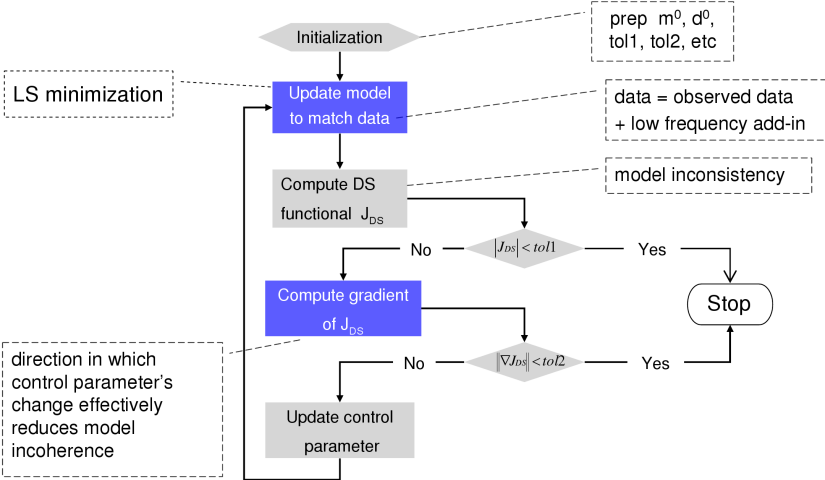 Initialization
prep m⁰, d⁰,
tol1, tol2, etc
LS minimization
Update model
to match data
data = observed data
+ low frequency add-in
Compute DS
functional J_DS
model inconsistency
|J_DS| < tol1
No
Yes
Compute gradient
of J_DS
Stop
‖∇J_DS‖ < tol2
No
Yes
direction in which
control parameter's
change effectively
reduces model
incoherence
Update control
parameter